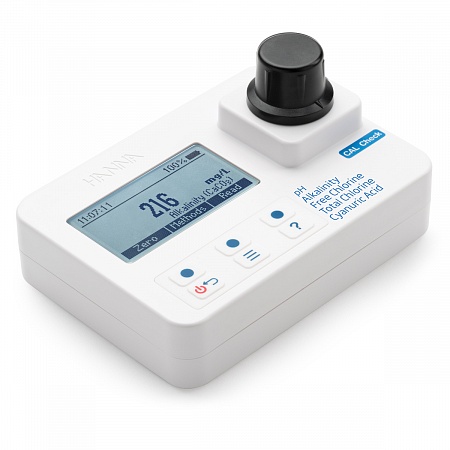 HANNA
100%
11:07:11
216 mg/L
Alkalinity (CaCO₃)
Zero Methods Read
?
CAL Check
pH
Alkalinity
Free Chlorine
Total Chlorine
Cyanuric Acid